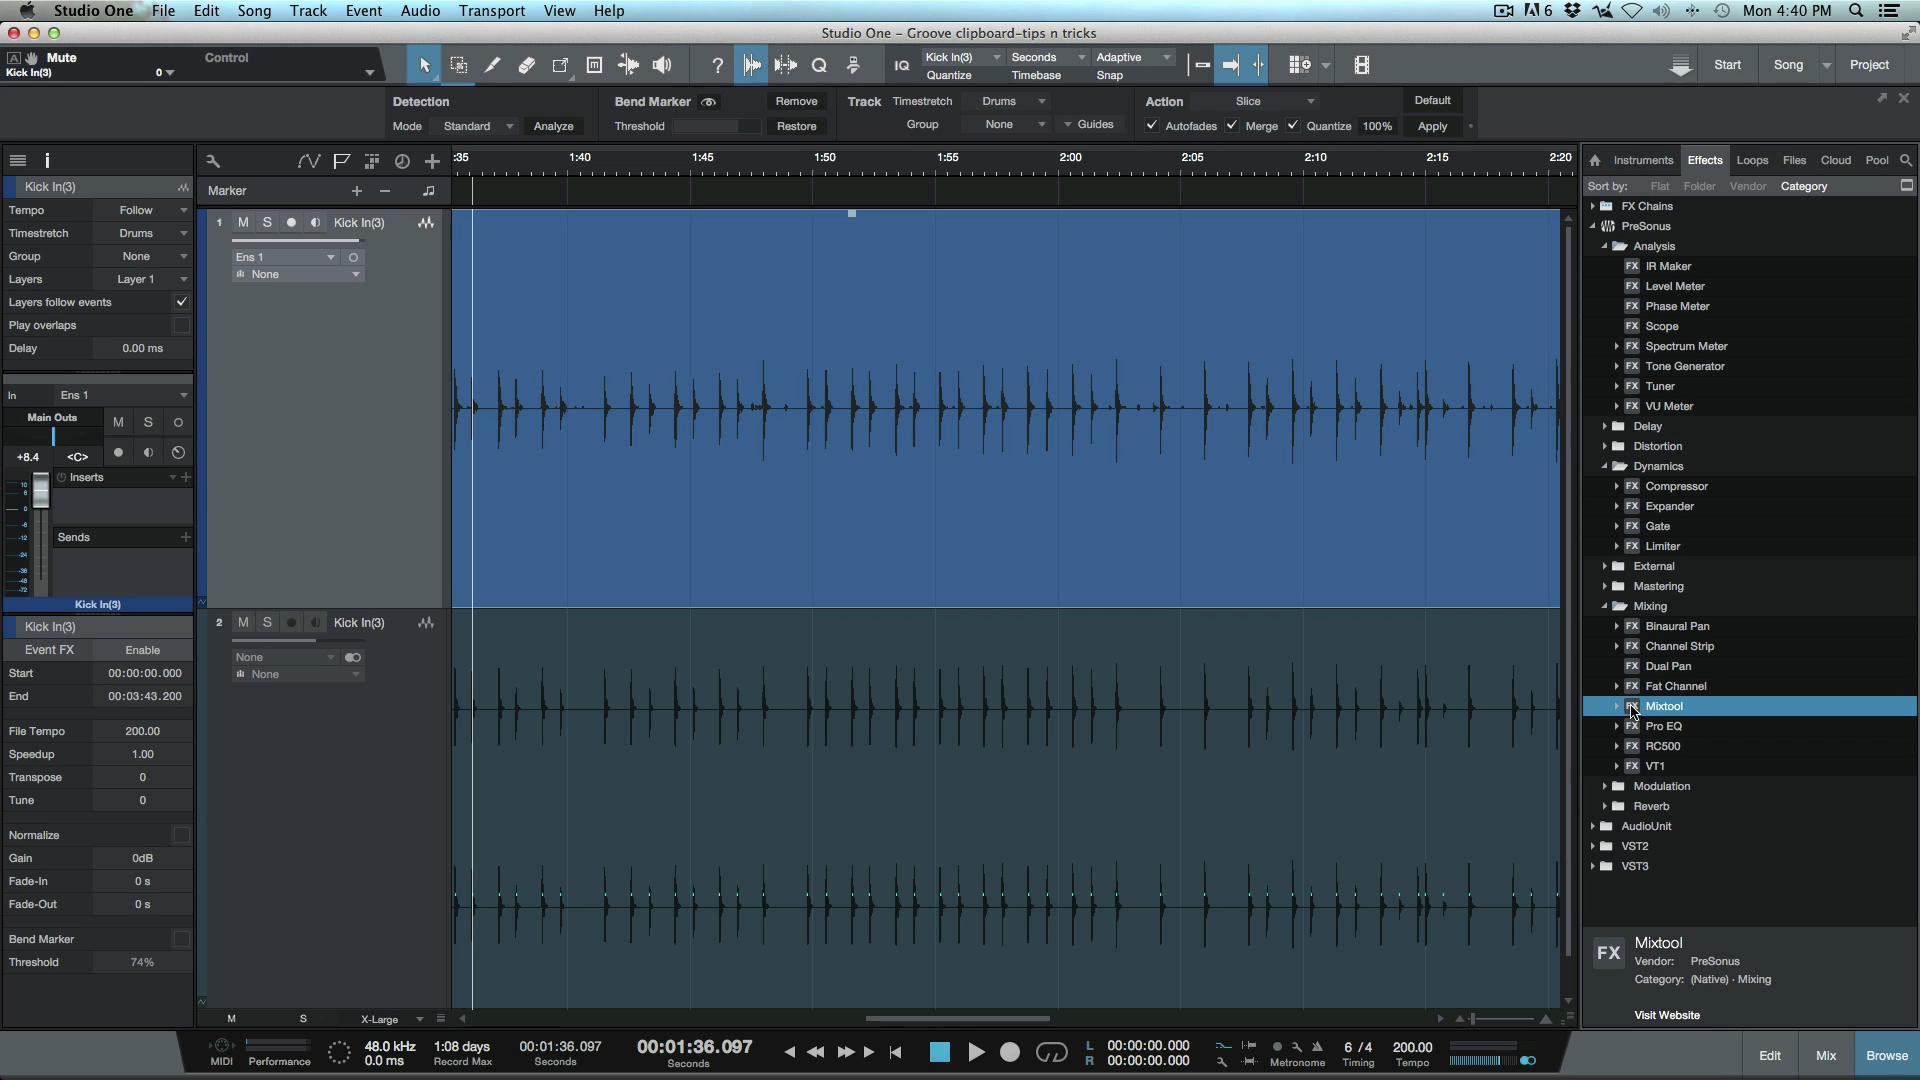 Studio One File Edit Song Track Event Audio Transport View Help
6 Mon 4:40 PM
Studio One – Groove clipboard-tips n tricks
Mute Control
Kick In(3) 0
Kick In(3) Seconds Adaptive
IQ Quantize Timebase Snap
Start Song Project
Detection Bend Marker Remove Track Timestretch Drums Action Slice Default
Mode Standard Analyze Threshold Restore Group None Guides Autofades Merge Quantize 100% Apply
:35 1:40 1:45 1:50 1:55 2:00 2:05 2:10 2:15 2:20
Marker
Kick In(3)
Tempo Follow
Timestretch Drums
Group None
Layers Layer 1
Layers follow events
Play overlaps
Delay 0.00 ms
In Ens 1
Main Outs M S
+8.4 <C>
Inserts
Sends
10
6
0
-6
-12
-24
-36
-48
-72
Kick In(3)
Kick In(3)
Event FX Enable
Start 00:00:00.000
End 00:03:43.200
File Tempo 200.00
Speedup 1.00
Transpose 0
Tune 0
Normalize
Gain 0dB
Fade-In 0 s
Fade-Out 0 s
Bend Marker
Threshold 74%
1 M S Kick In(3)
Ens 1
None
2 M S Kick In(3)
None
None
M S X-Large
Instruments Effects Loops Files Cloud Pool
Sort by: Flat Folder Vendor Category
FX Chains
PreSonus
Analysis
FX IR Maker
FX Level Meter
FX Phase Meter
FX Scope
FX Spectrum Meter
FX Tone Generator
FX Tuner
FX VU Meter
Delay
Distortion
Dynamics
FX Compressor
FX Expander
FX Gate
FX Limiter
External
Mastering
Mixing
FX Binaural Pan
FX Channel Strip
FX Dual Pan
FX Fat Channel
FX Mixtool
FX Pro EQ
FX RC500
FX VT1
Modulation
Reverb
AudioUnit
VST2
VST3
FX Mixtool
Vendor: PreSonus
Category: (Native) · Mixing
Visit Website
MIDI Performance
48.0 kHz
0.0 ms
1:08 days
Record Max
00:01:36.097
Seconds
00:01:36.097
Seconds
L 00:00:00.000
R 00:00:00.000
Metronome
6 / 4
Timing
200.00
Tempo
Edit Mix Browse